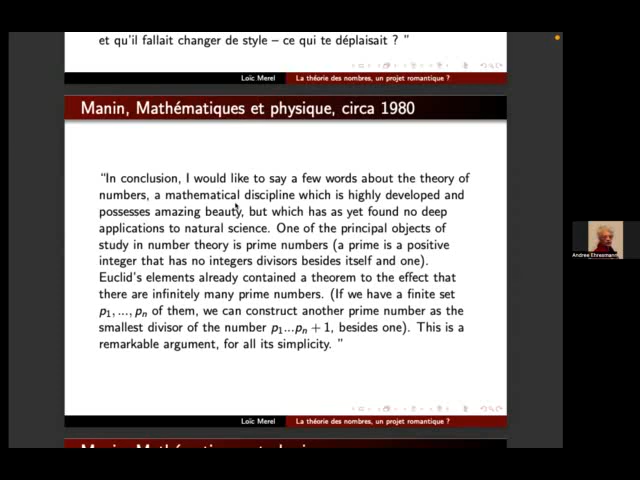 et qu'il fallait changer de style – ce qui te déplaisait ? ”
Loïc Merel La théorie des nombres, un projet romantique ?
Manin, Mathématiques et physique, circa 1980
“In conclusion, I would like to say a few words about the theory of
numbers, a mathematical discipline which is highly developed and
possesses amazing beauty, but which has as yet found no deep
applications to natural science. One of the principal objects of
study in number theory is prime numbers (a prime is a positive
integer that has no integers divisors besides itself and one).
Euclid's elements already contained a theorem to the effect that
there are infinitely many prime numbers. (If we have a finite set
p₁, ..., pₙ of them, we can construct another prime number as the
smallest divisor of the number p₁...pₙ + 1, besides one). This is a
remarkable argument, for all its simplicity. ”
Loïc Merel La théorie des nombres, un projet romantique ?
Andree Ehresmann